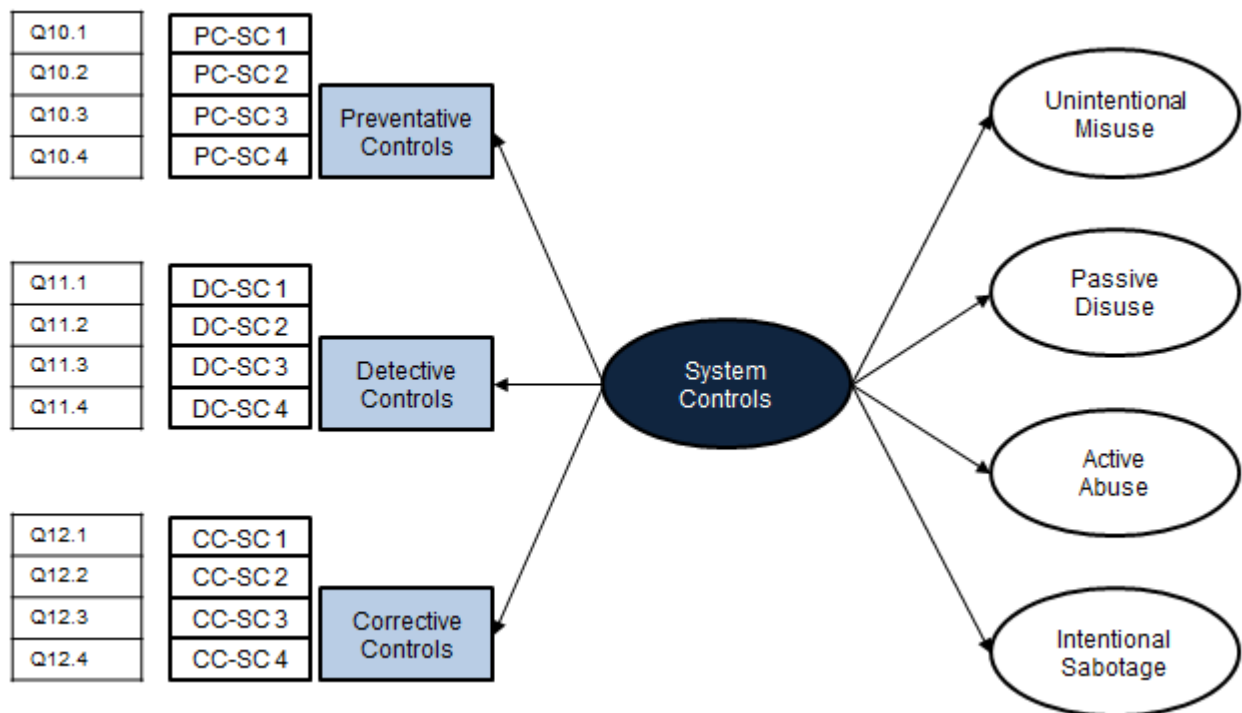 Q10.1
Q10.2
Q10.3
Q10.4
PC-SC 1
PC-SC 2
PC-SC 3
PC-SC 4
Preventative
Controls
Q11.1
Q11.2
Q11.3
Q11.4
DC-SC 1
DC-SC 2
DC-SC 3
DC-SC 4
Detective
Controls
Q12.1
Q12.2
Q12.3
Q12.4
CC-SC 1
CC-SC 2
CC-SC 3
CC-SC 4
Corrective
Controls
System
Controls
Unintentional
Misuse
Passive
Disuse
Active
Abuse
Intentional
Sabotage